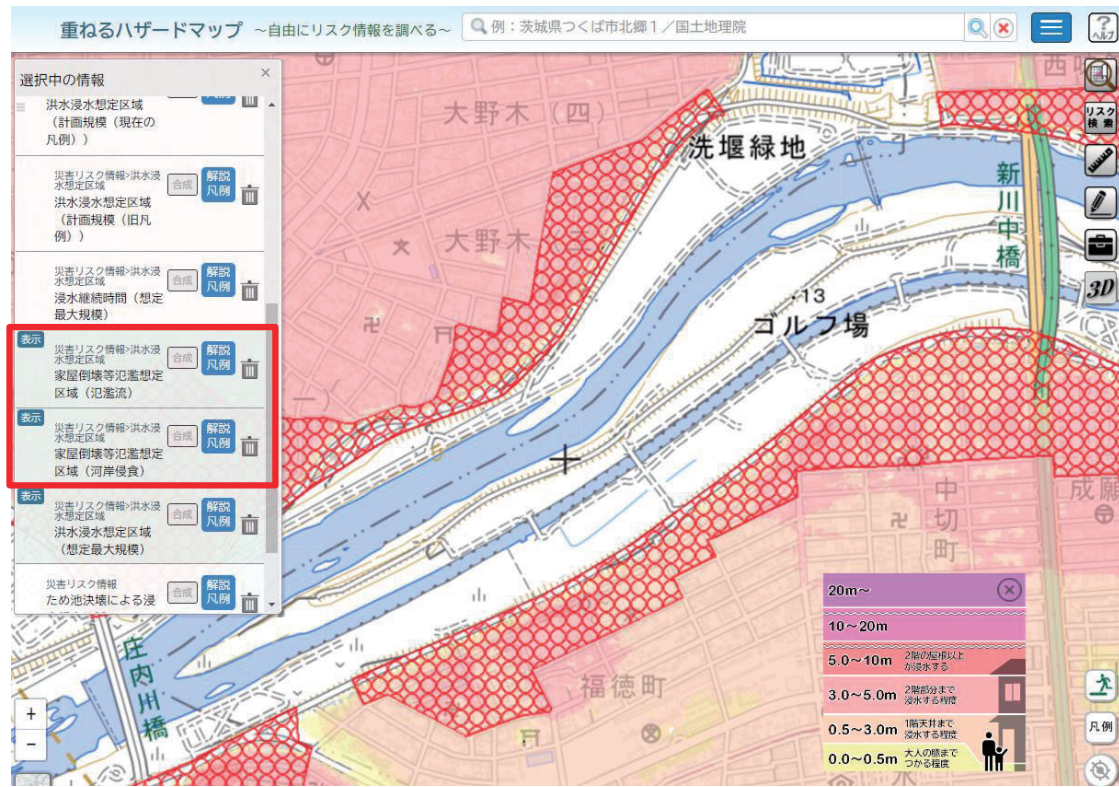 重ねるハザードマップ ～自由にリスク情報を調べる～
例：茨城県つくば市北郷1／国土地理院
ヘルプ
選択中の情報
×
洪水浸水想定区域
（計画規模（現在の
凡例））
災害リスク情報>洪水浸
水想定区域
洪水浸水想定区域
（計画規模（旧凡
例））
合成
解説
凡例
災害リスク情報>洪水浸
水想定区域
浸水継続時間（想定
最大規模）
合成
解説
凡例
表示
災害リスク情報>洪水浸
水想定区域
家屋倒壊等氾濫想定
区域（氾濫流）
合成
解説
凡例
表示
災害リスク情報>洪水浸
水想定区域
家屋倒壊等氾濫想定
区域（河岸侵食）
合成
解説
凡例
表示
災害リスク情報>洪水浸
水想定区域
洪水浸水想定区域
（想定最大規模）
合成
解説
凡例
災害リスク情報
ため池決壊による浸
合成
解説
凡例
大野木（四）
大野木
洗堰緑地
新川中橋
・13
ゴルフ場
中切町
成願
福徳町
庄内川橋
リスク
検索
3D
20m～
10～20m
5.0～10m 2階の屋根以上
が浸水する
3.0～5.0m 2階部分まで
浸水する程度
0.5～3.0m 1階天井まで
浸水する程度
0.0～0.5m 大人の膝まで
つかる程度
+
−
凡例